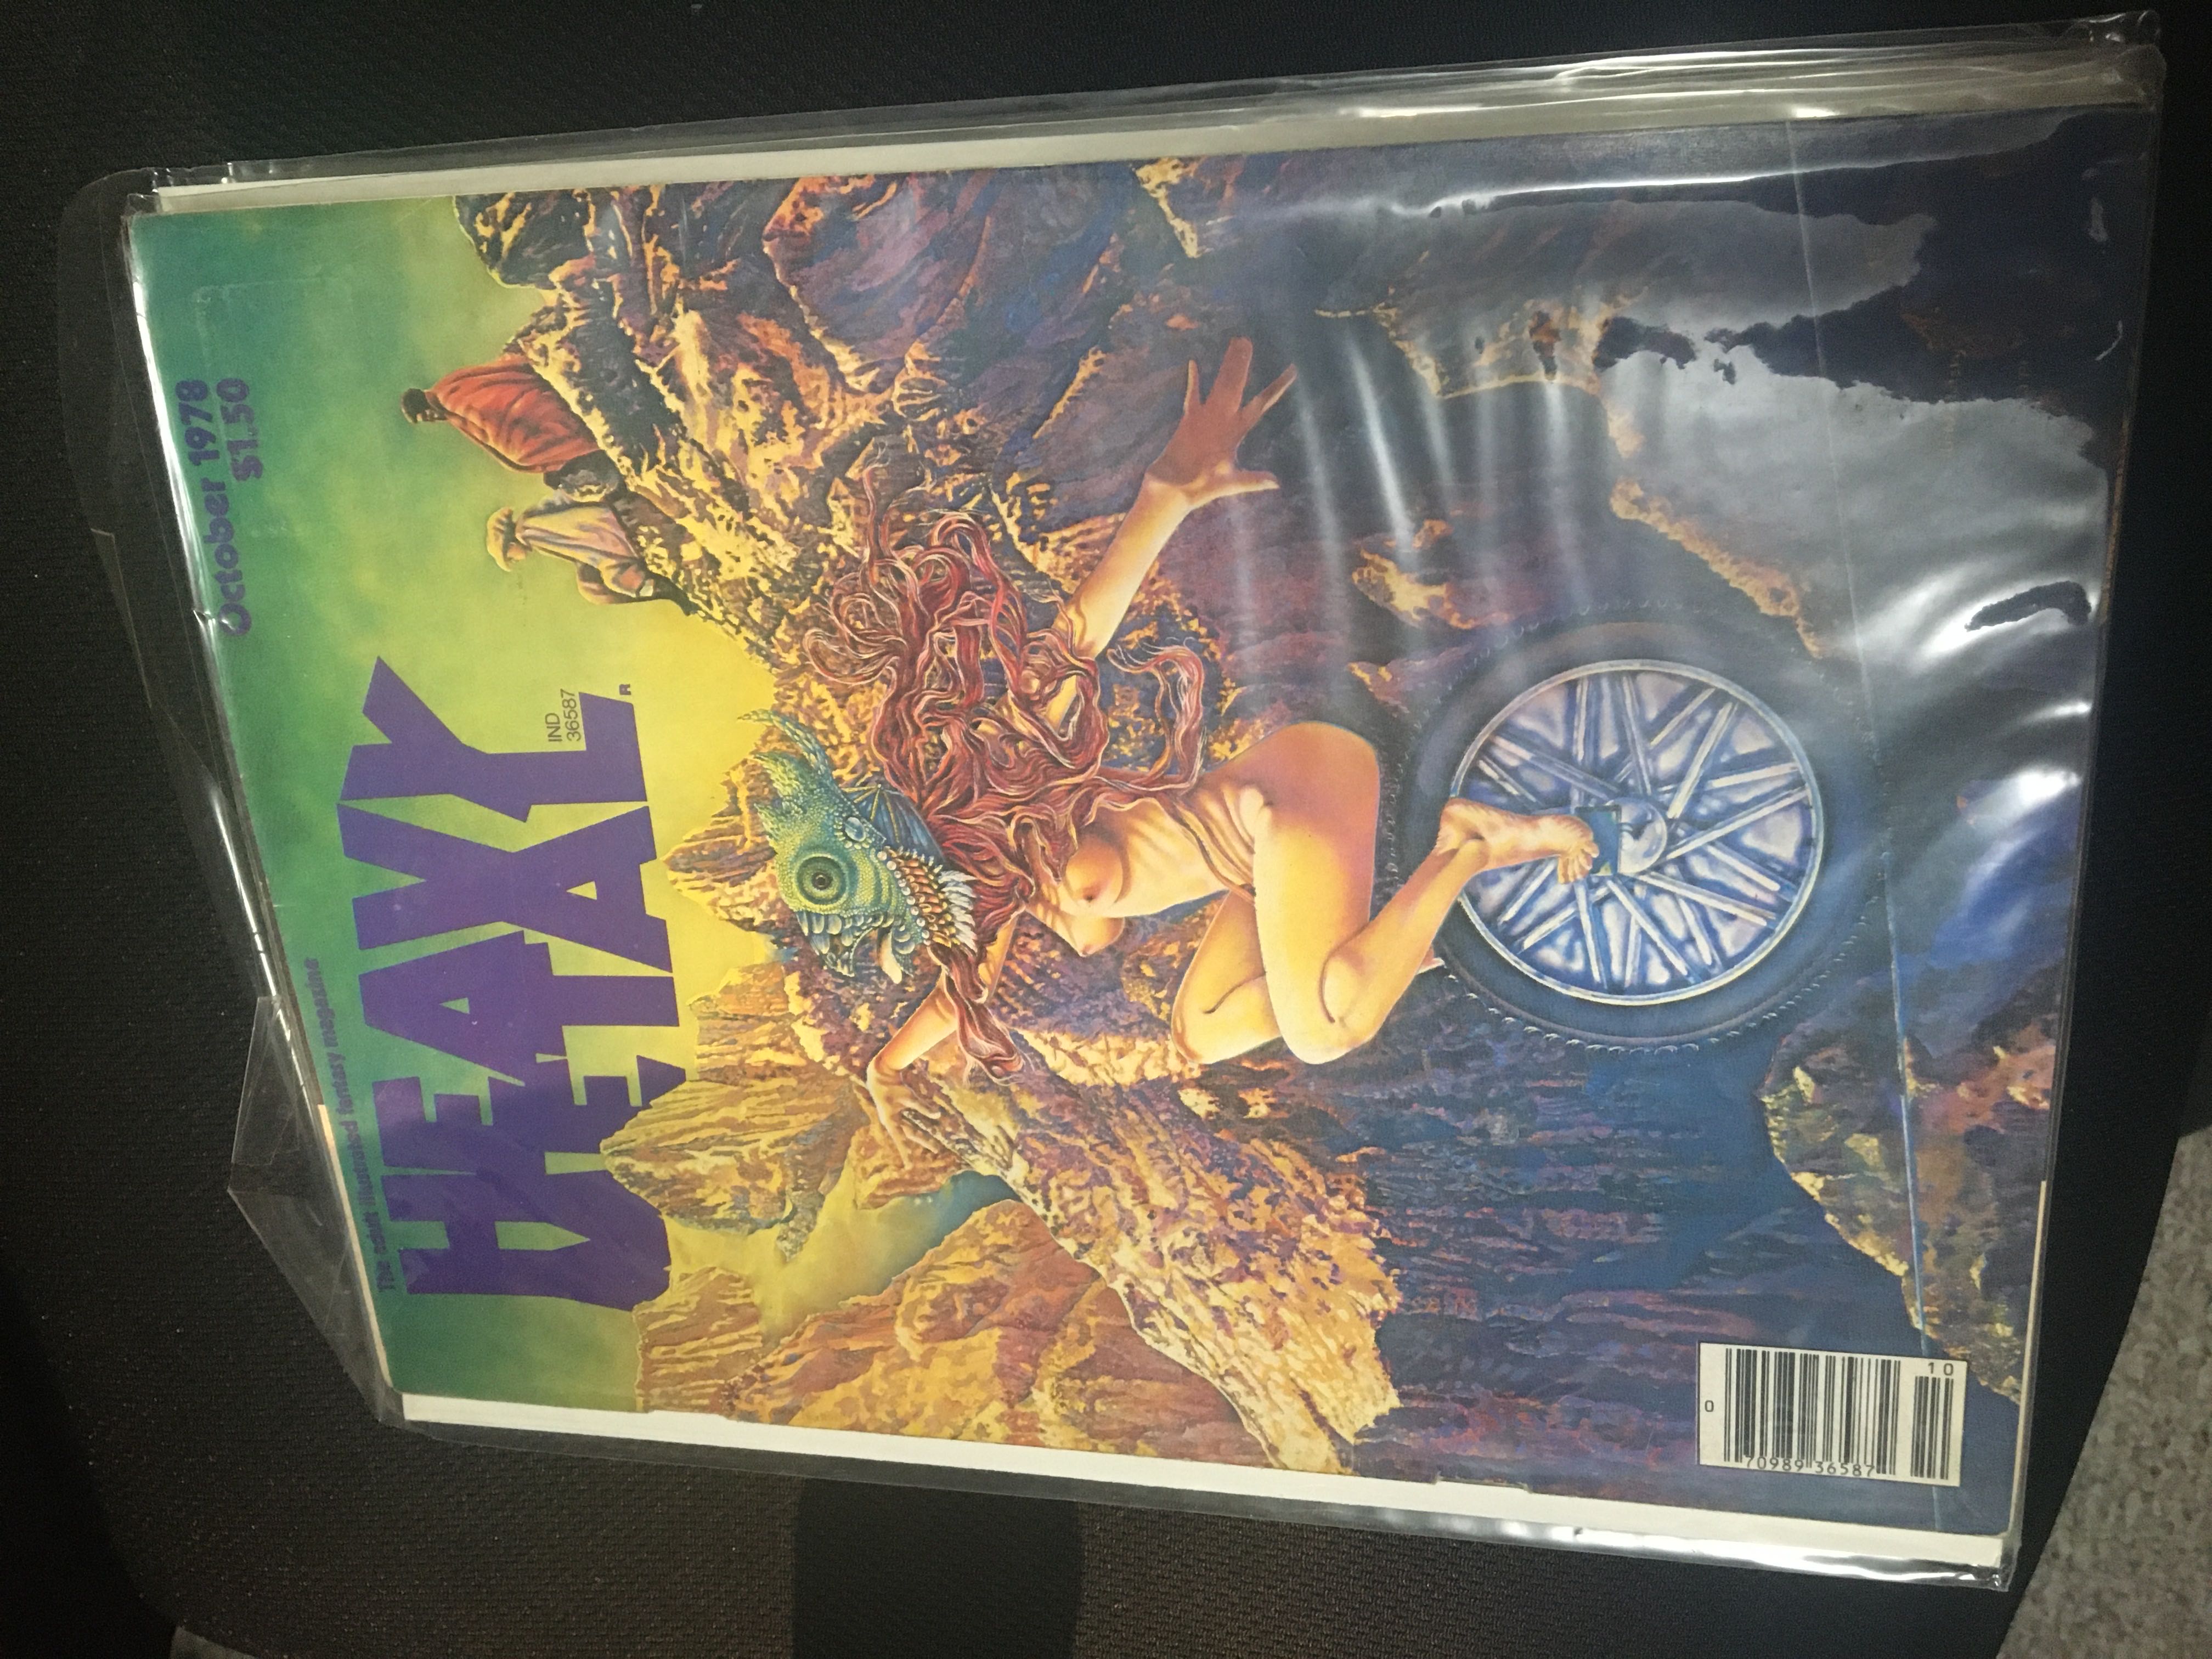 The adult illustrated fantasy magazine
October 1978
$1.50
HEAVY
METAL
R
IND
36587
0
70989 36587
10